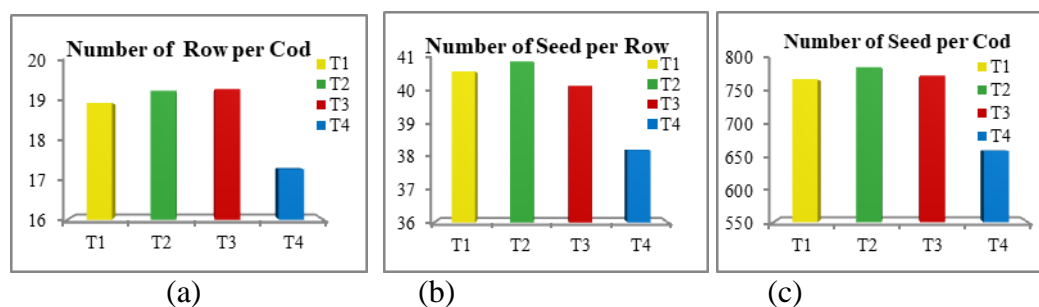 Number of Row per Cod
20
19
18
17
16
T1
T2
T3
T4
T1
T2
T3
T4
(a)
Number of Seed per Row
41
40
39
38
37
36
T1
T2
T3
T4
T1
T2
T3
T4
(b)
Number of Seed per Cod
800
750
700
650
600
550
T1
T2
T3
T4
T1
T2
T3
T4
(c)